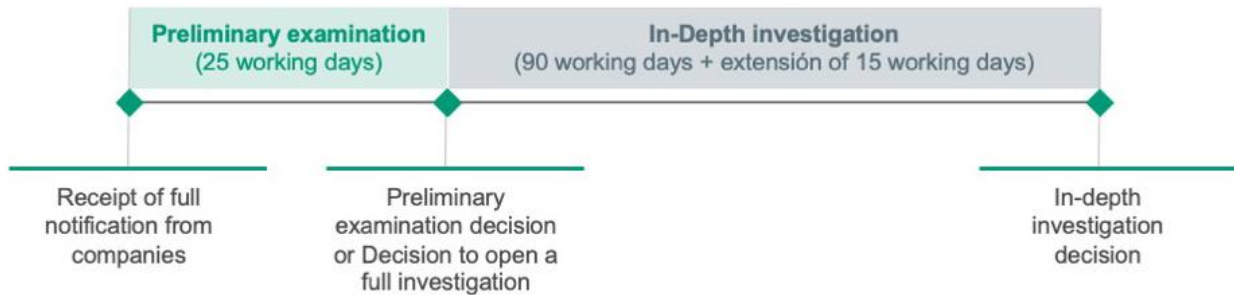 Preliminary examination
(25 working days)
In-Depth investigation
(90 working days + extensión of 15 working days)
Receipt of full
notification from
companies
Preliminary
examination decision
or Decision to open a
full investigation
In-depth
investigation
decision